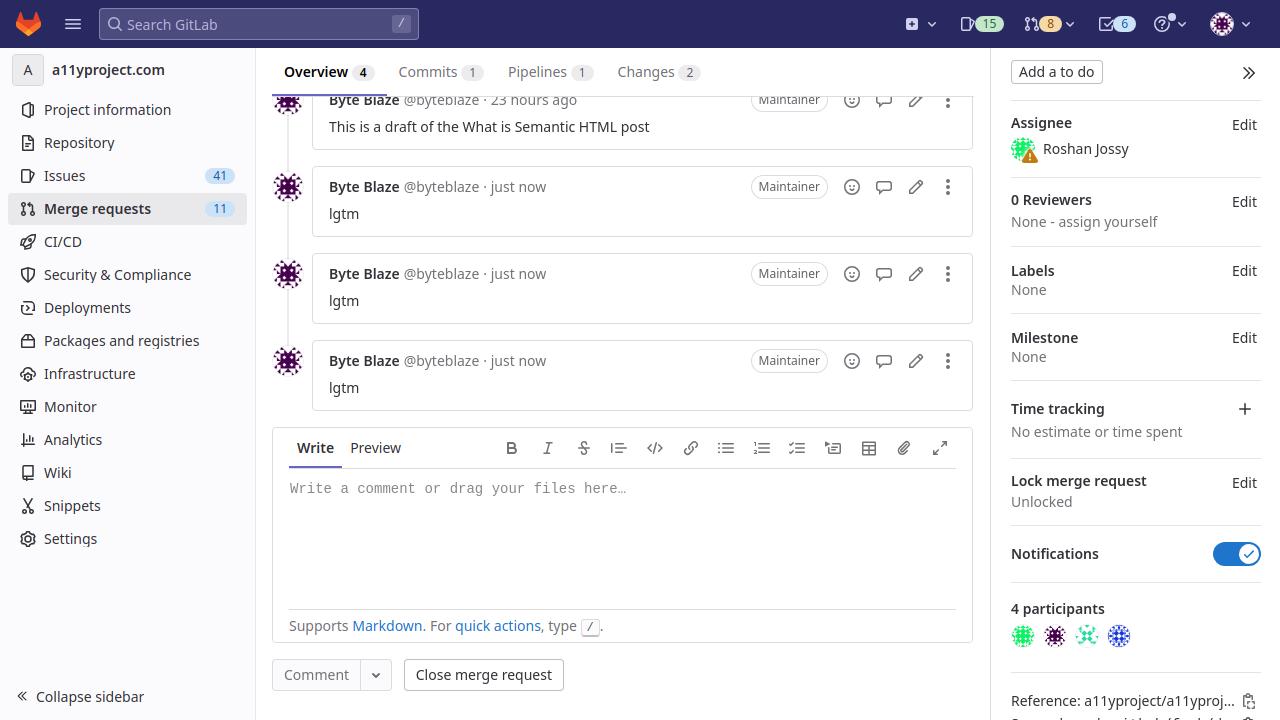 Search GitLab
/
15
8
6
A
a11yproject.com
Project information
Repository
Issues
41
Merge requests
11
CI/CD
Security & Compliance
Deployments
Packages and registries
Infrastructure
Monitor
Analytics
Wiki
Snippets
Settings
Collapse sidebar
Overview 4
Commits 1
Pipelines 1
Changes 2
Byte Blaze @byteblaze · 23 hours ago
Maintainer
This is a draft of the What is Semantic HTML post
Byte Blaze @byteblaze · just now
Maintainer
lgtm
Byte Blaze @byteblaze · just now
Maintainer
lgtm
Byte Blaze @byteblaze · just now
Maintainer
lgtm
Write
Preview
Write a comment or drag your files here…
Supports Markdown. For quick actions, type /.
Comment
Close merge request
Add a to do
Assignee
Edit
Roshan Jossy
0 Reviewers
Edit
None - assign yourself
Labels
Edit
None
Milestone
Edit
None
Time tracking
No estimate or time spent
Lock merge request
Edit
Unlocked
Notifications
4 participants
Reference: a11yproject/a11yproj...